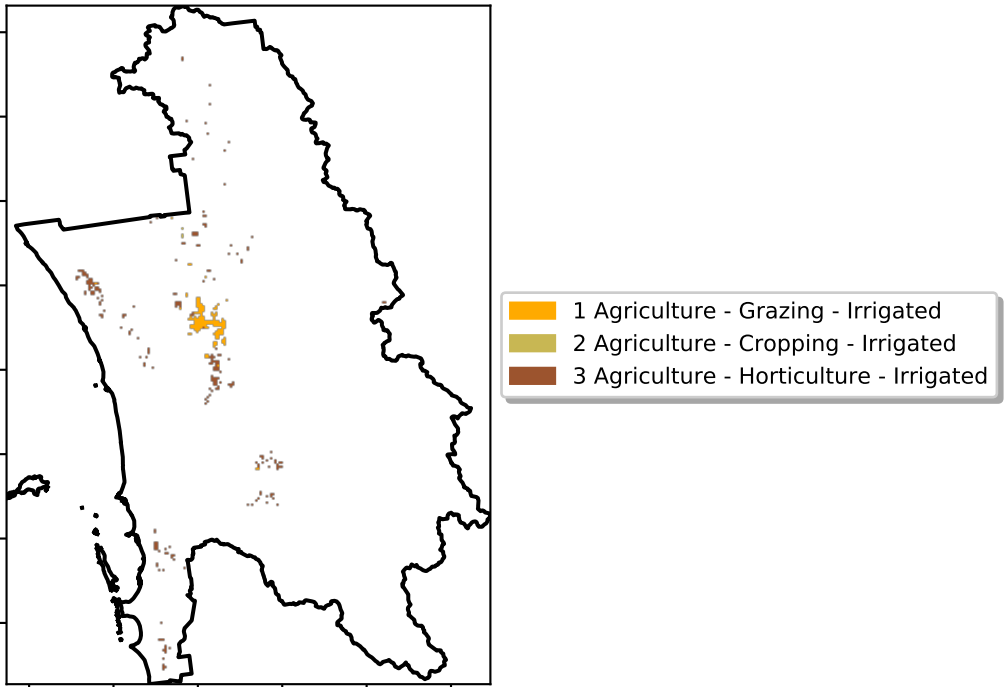 1 Agriculture - Grazing - Irrigated
2 Agriculture - Cropping - Irrigated
3 Agriculture - Horticulture - Irrigated